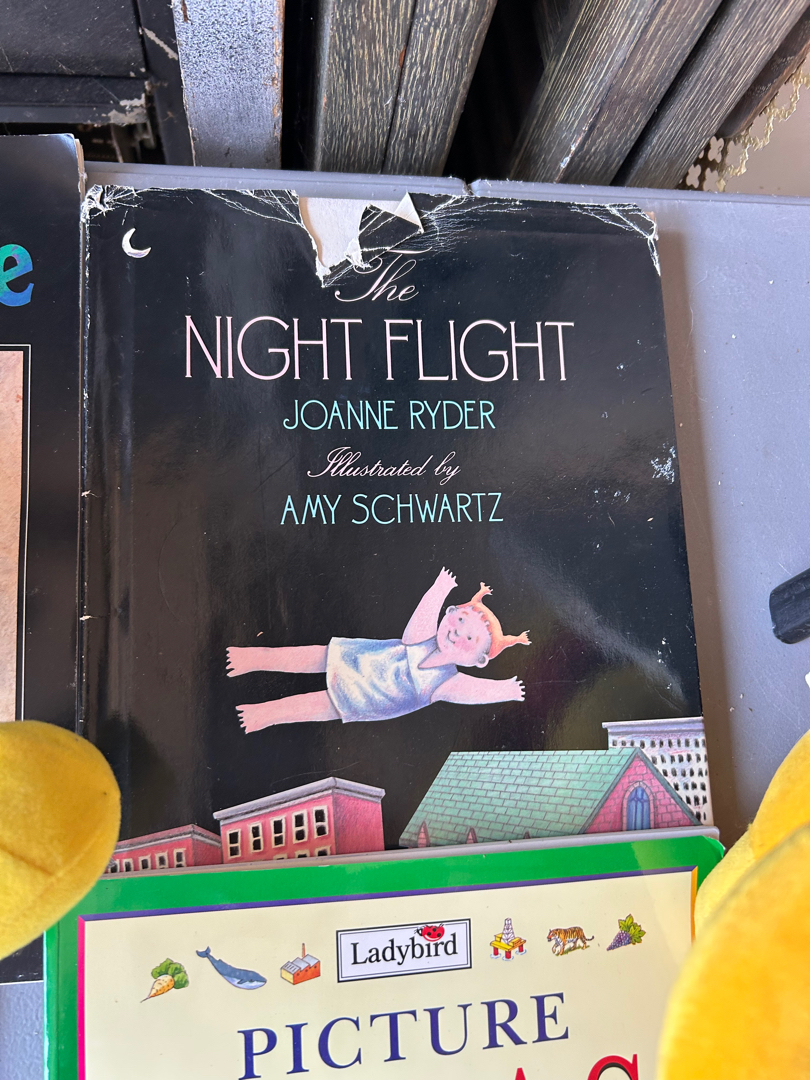 e
The
NIGHT FLIGHT
JOANNE RYDER
Illustrated by
AMY SCHWARTZ
Ladybird
PICTURE